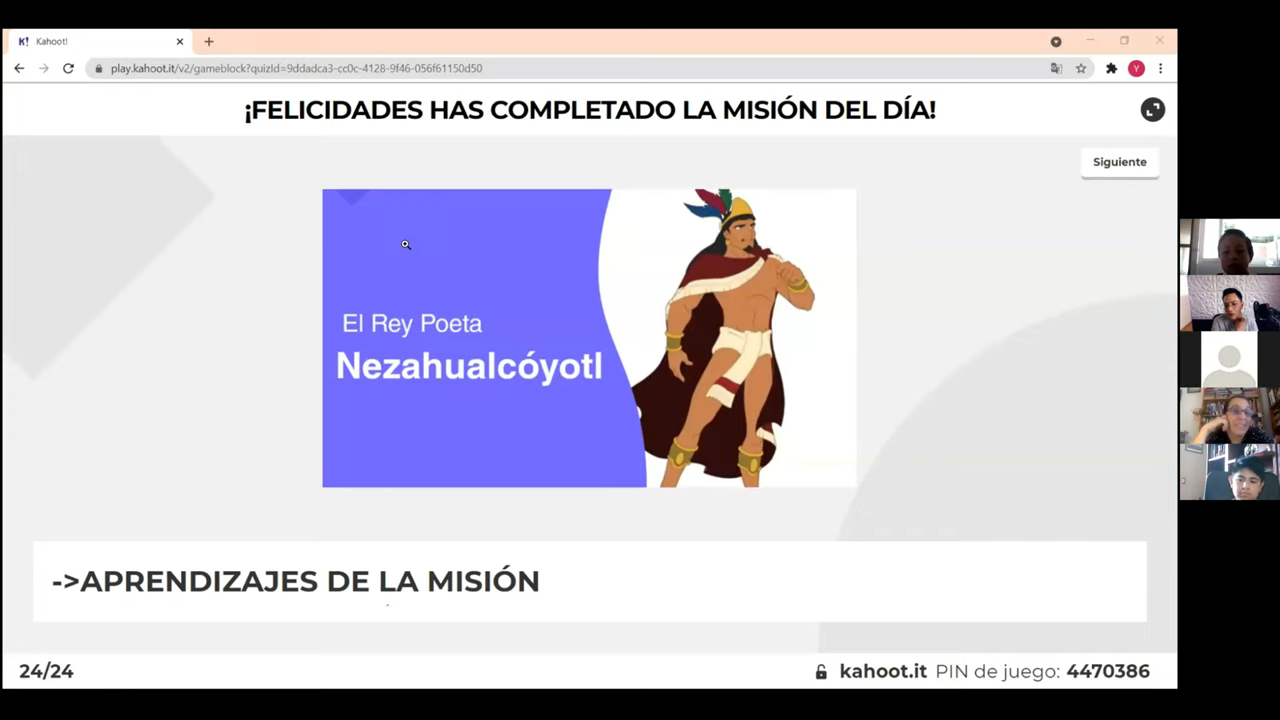 Kahoot!
play.kahoot.it/v2/gameblock?quizId=9ddadca3-cc0c-4128-9f46-056f61150d50
Y
¡FELICIDADES HAS COMPLETADO LA MISIÓN DEL DÍA!
Siguiente
El Rey Poeta
Nezahualcóyotl
->APRENDIZAJES DE LA MISIÓN
24/24
kahoot.it PIN de juego: 4470386